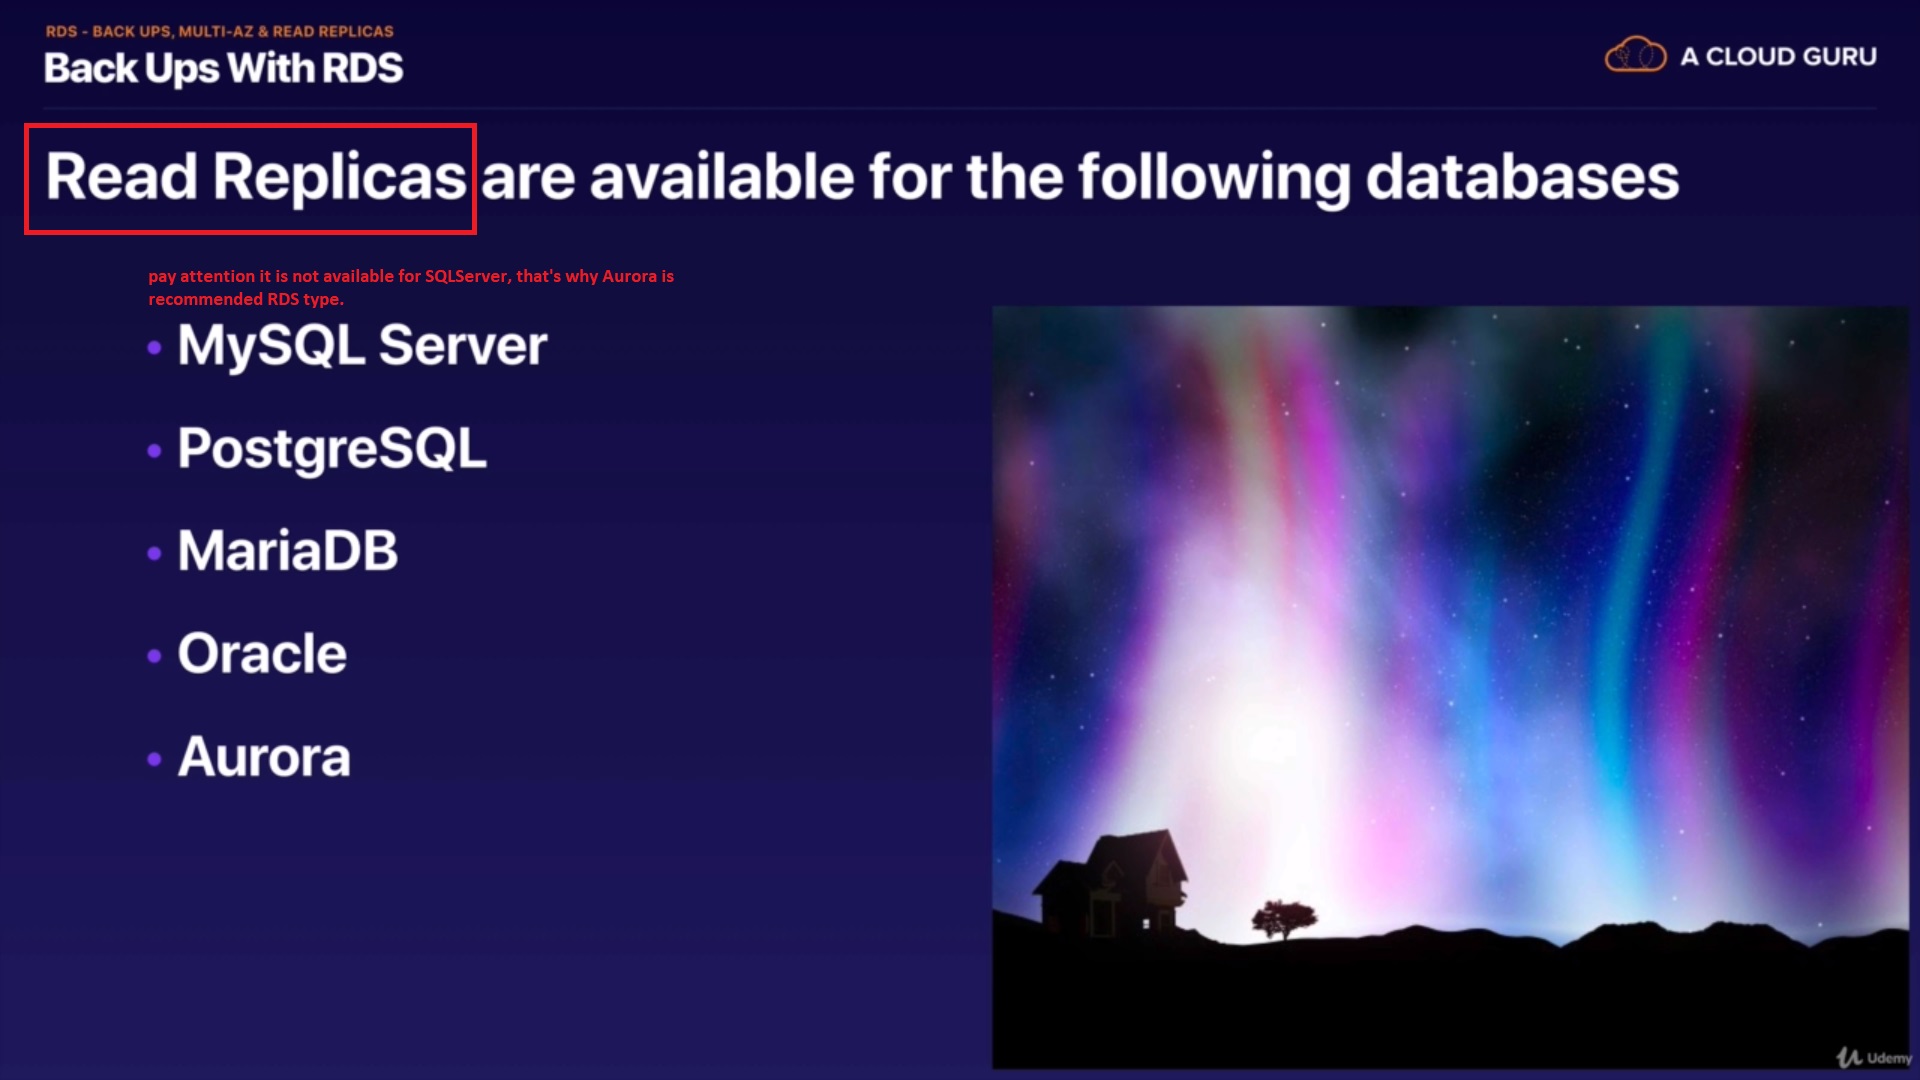 RDS - BACK UPS, MULTI-AZ & READ REPLICAS
Back Ups With RDS
A CLOUD GURU
Read Replicas are available for the following databases
pay attention it is not available for SQLServer, that's why Aurora is
recommended RDS type.
• MySQL Server
• PostgreSQL
• MariaDB
• Oracle
• Aurora
Udemy